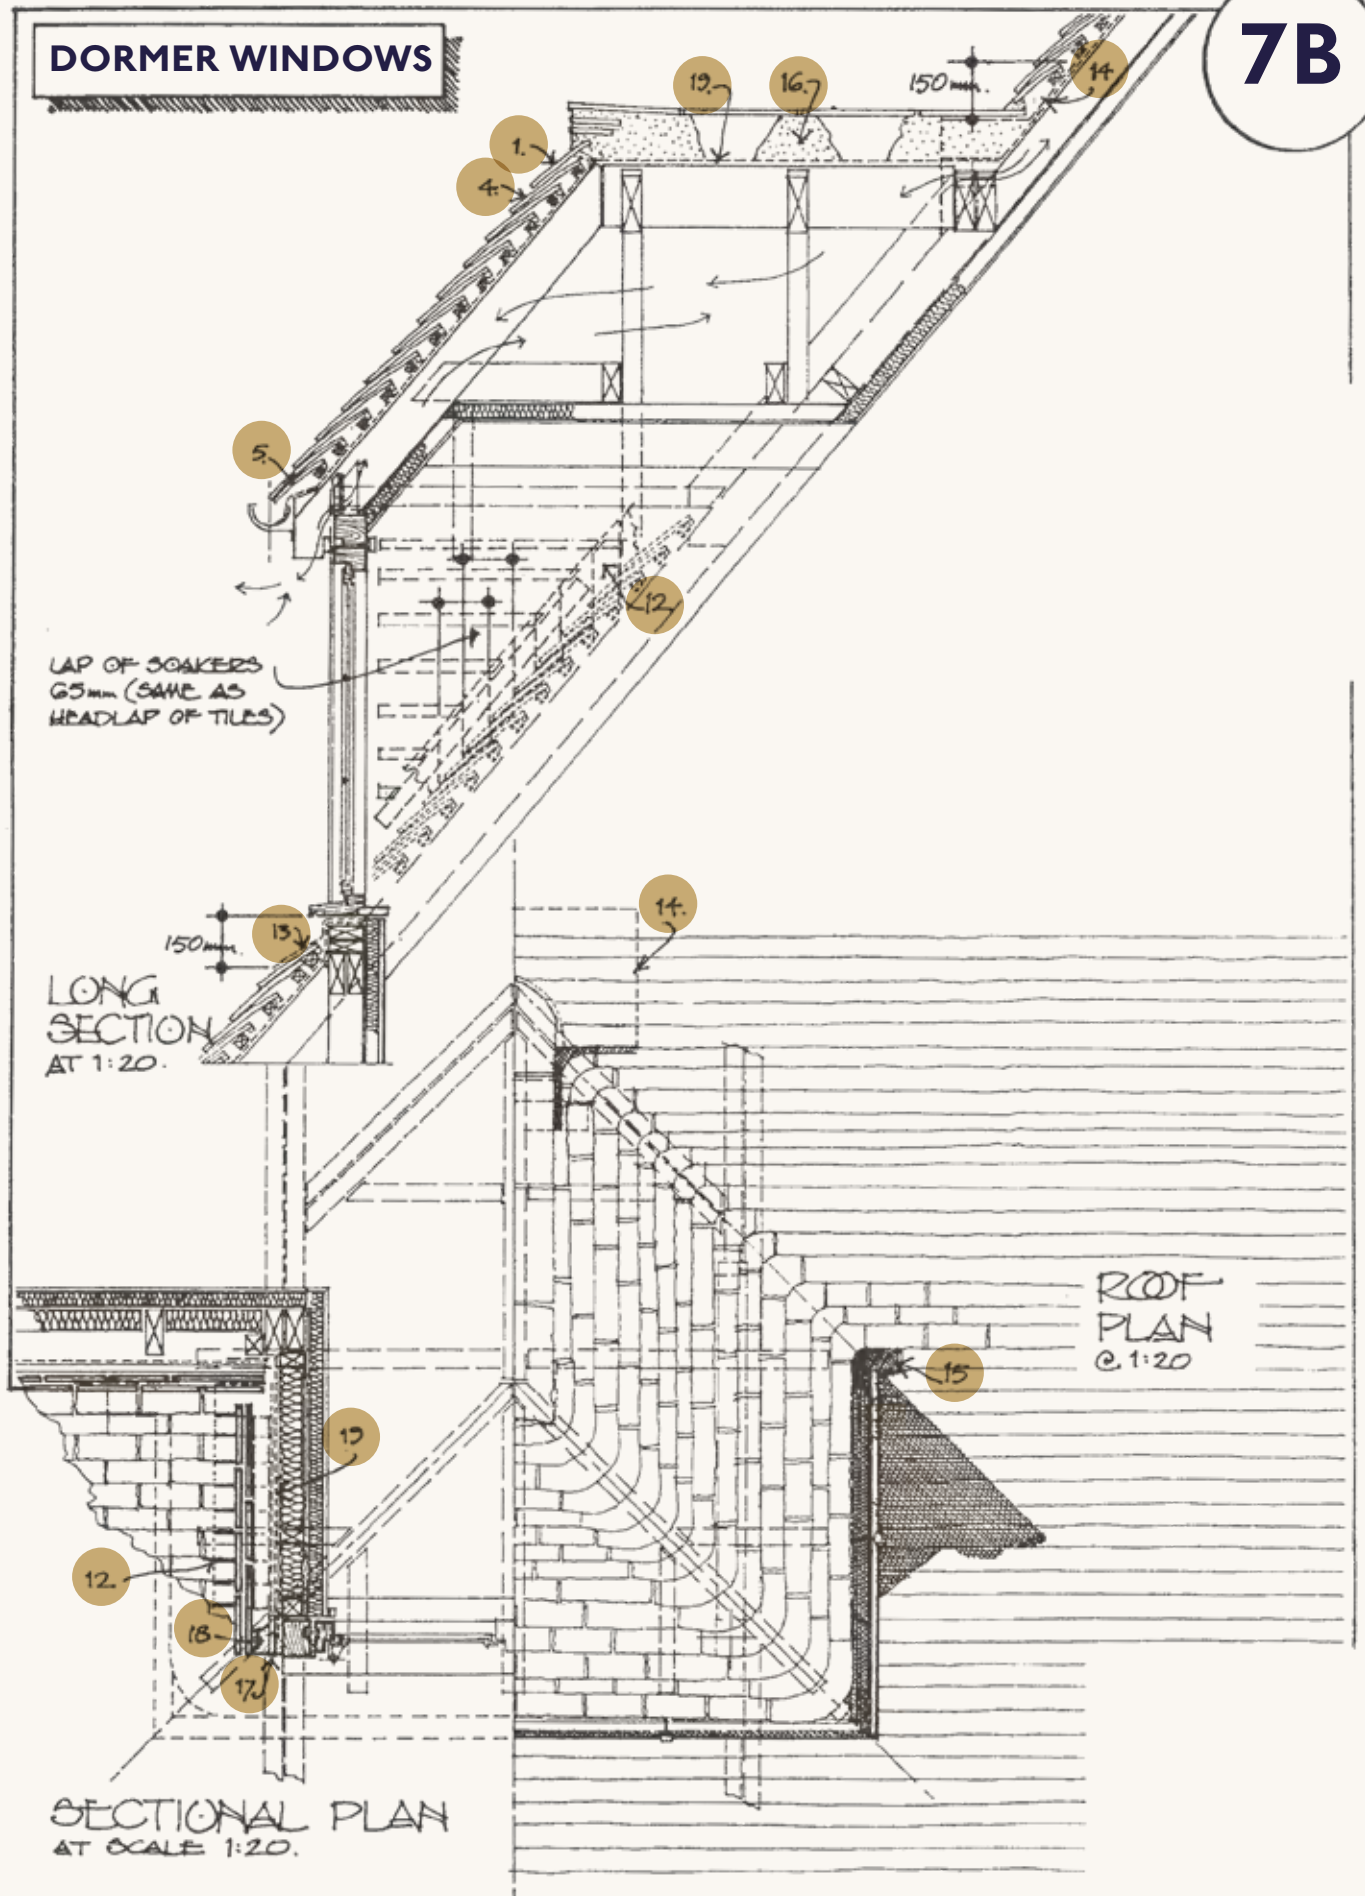 DORMER WINDOWS
7B
19.
16.
150mm.
14
1.
4.
5.
12.
LAP OF SOAKERS
65mm (SAME AS
HEADLAP OF TILES)
14.
13.
150mm.
LONG
SECTION
AT 1:20.
ROOF
PLAN
@ 1:20
15
19
12.
18
17.
SECTIONAL PLAN
AT SCALE 1:20.